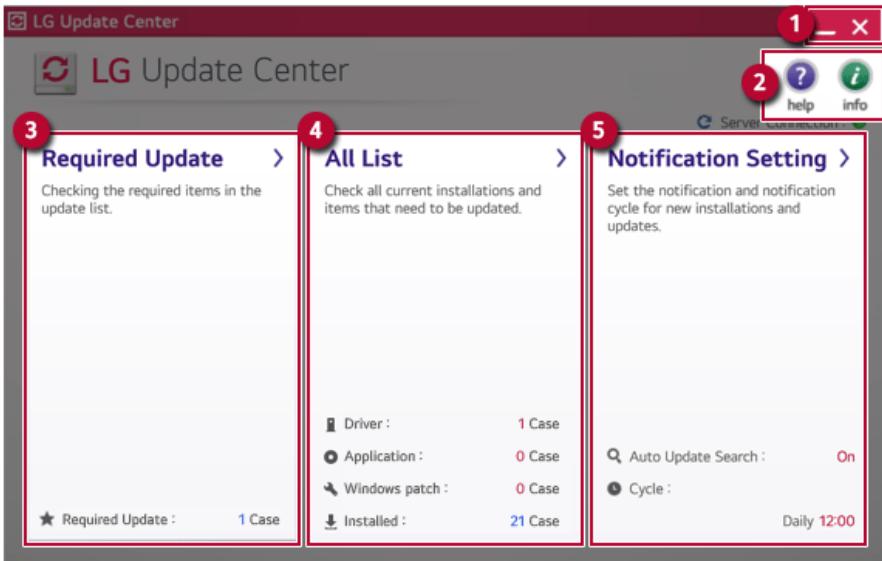 LG Update Center
1
LG Update Center
2
?
i
help
info
Server Connection :
3
Required Update >
Checking the required items in the
update list.
★ Required Update : 1 Case
4
All List >
Check all current installations and
items that need to be updated.
Driver : 1 Case
Application : 0 Case
Windows patch : 0 Case
Installed : 21 Case
5
Notification Setting >
Set the notification and notification
cycle for new installations and
updates.
Auto Update Search : On
Cycle :
Daily 12:00